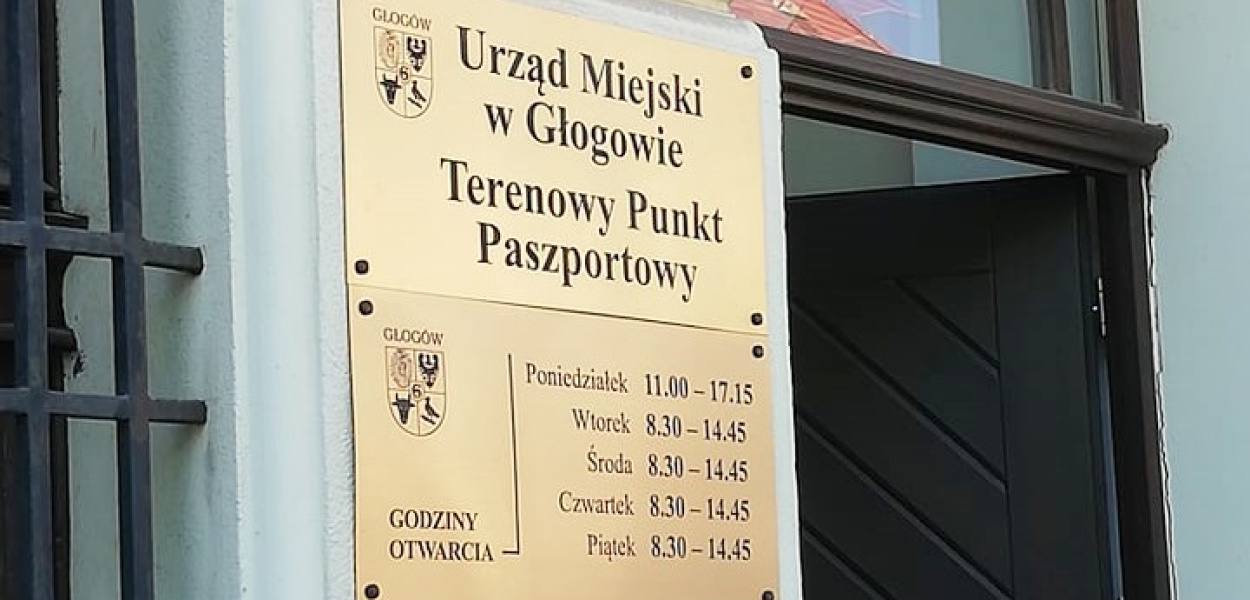 GŁOGÓW
Urząd Miejski
w Głogowie
Terenowy Punkt
Paszportowy
GŁOGÓW
Poniedziałek 11.00 – 17.15
Wtorek 8.30 – 14.45
Środa 8.30 – 14.45
Czwartek 8.30 – 14.45
Piątek 8.30 – 14.45
GODZINY
OTWARCIA